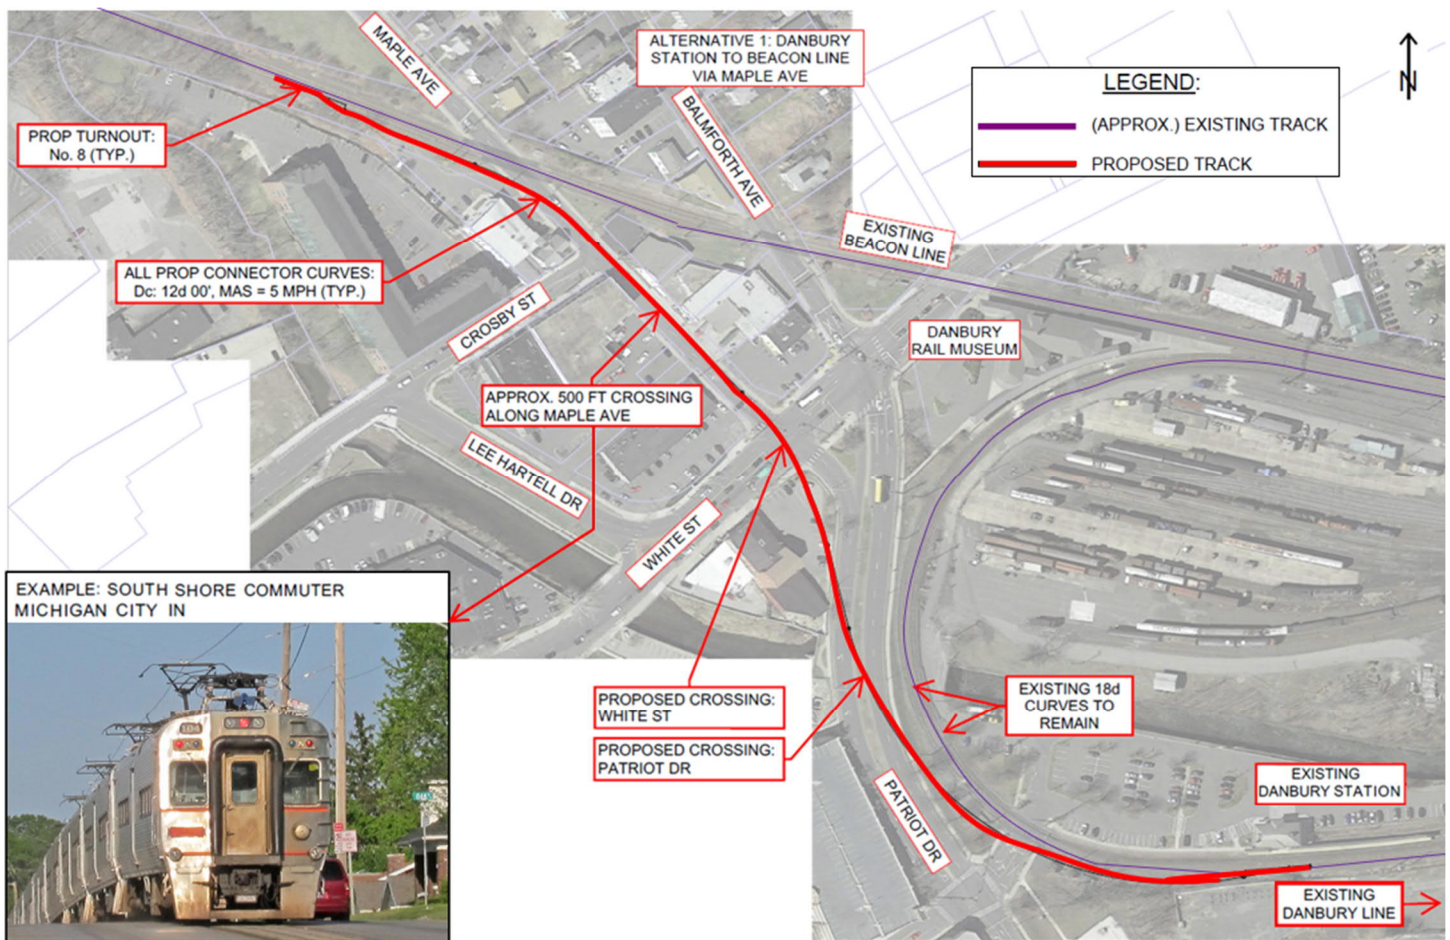 MAPLE AVE
ALTERNATIVE 1: DANBURY
STATION TO BEACON LINE
VIA MAPLE AVE
LEGEND:
(APPROX.) EXISTING TRACK
PROPOSED TRACK
N
PROP TURNOUT:
No. 8 (TYP.)
BALMFORTH AVE
EXISTING
BEACON LINE
ALL PROP CONNECTOR CURVES:
Dc: 12d 00', MAS = 5 MPH (TYP.)
CROSBY ST
DANBURY
RAIL MUSEUM
APPROX. 500 FT CROSSING
ALONG MAPLE AVE
LEE HARTELL DR
WHITE ST
EXAMPLE: SOUTH SHORE COMMUTER
MICHIGAN CITY IN
104
PROPOSED CROSSING:
WHITE ST
PROPOSED CROSSING:
PATRIOT DR
EXISTING 18d
CURVES TO
REMAIN
PATRIOT DR
EXISTING
DANBURY STATION
EXISTING
DANBURY LINE